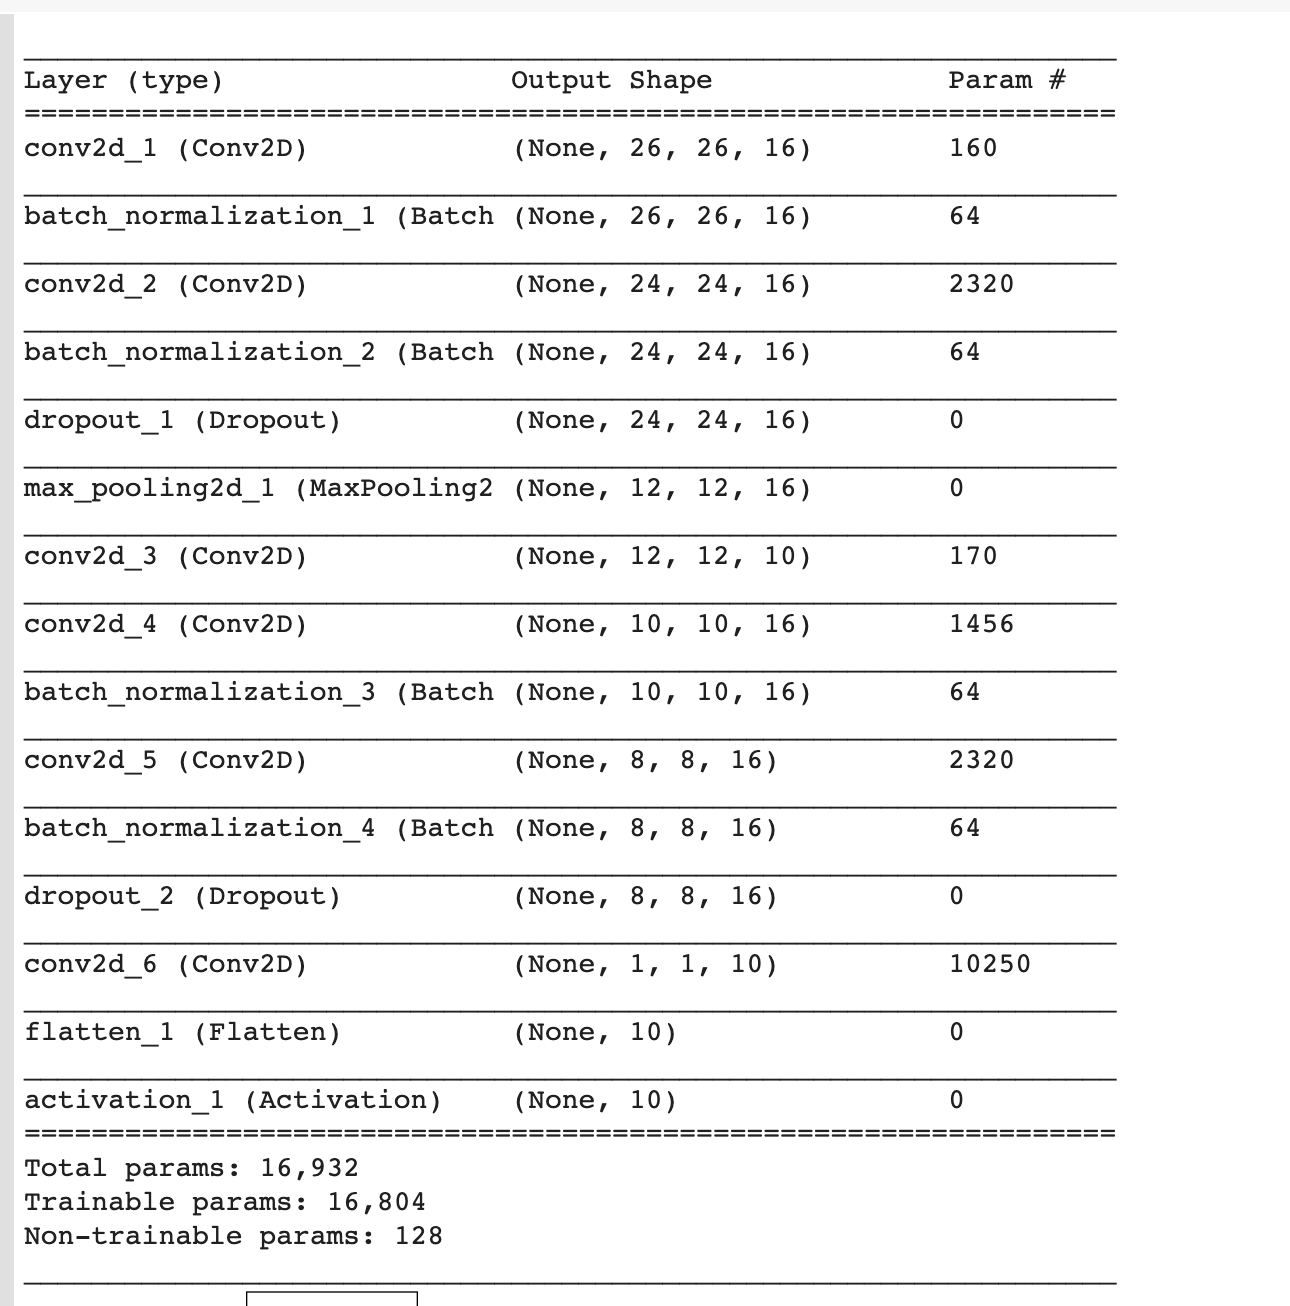 Layer (type) Output Shape Param #
=================================================================
conv2d_1 (Conv2D) (None, 26, 26, 16) 160
batch_normalization_1 (Batch (None, 26, 26, 16) 64
conv2d_2 (Conv2D) (None, 24, 24, 16) 2320
batch_normalization_2 (Batch (None, 24, 24, 16) 64
dropout_1 (Dropout) (None, 24, 24, 16) 0
max_pooling2d_1 (MaxPooling2 (None, 12, 12, 16) 0
conv2d_3 (Conv2D) (None, 12, 12, 10) 170
conv2d_4 (Conv2D) (None, 10, 10, 16) 1456
batch_normalization_3 (Batch (None, 10, 10, 16) 64
conv2d_5 (Conv2D) (None, 8, 8, 16) 2320
batch_normalization_4 (Batch (None, 8, 8, 16) 64
dropout_2 (Dropout) (None, 8, 8, 16) 0
conv2d_6 (Conv2D) (None, 1, 1, 10) 10250
flatten_1 (Flatten) (None, 10) 0
activation_1 (Activation) (None, 10) 0
=================================================================
Total params: 16,932
Trainable params: 16,804
Non-trainable params: 128